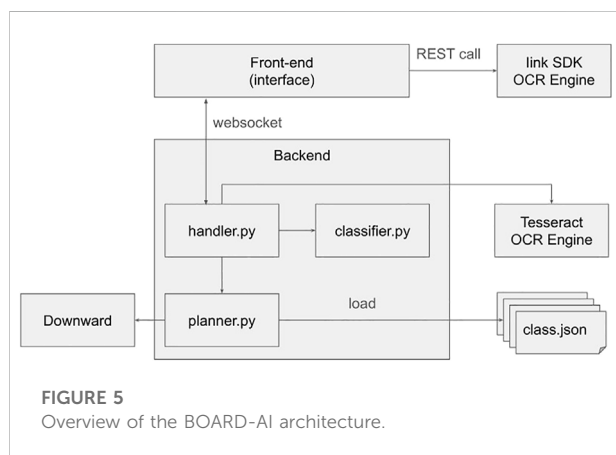 Front-end
(interface)
REST call
link SDK
OCR Engine
websocket
Backend
handler.py
classifier.py
Tesseract
OCR Engine
Downward
planner.py
load
class.json
FIGURE 5
Overview of the BOARD-AI architecture.